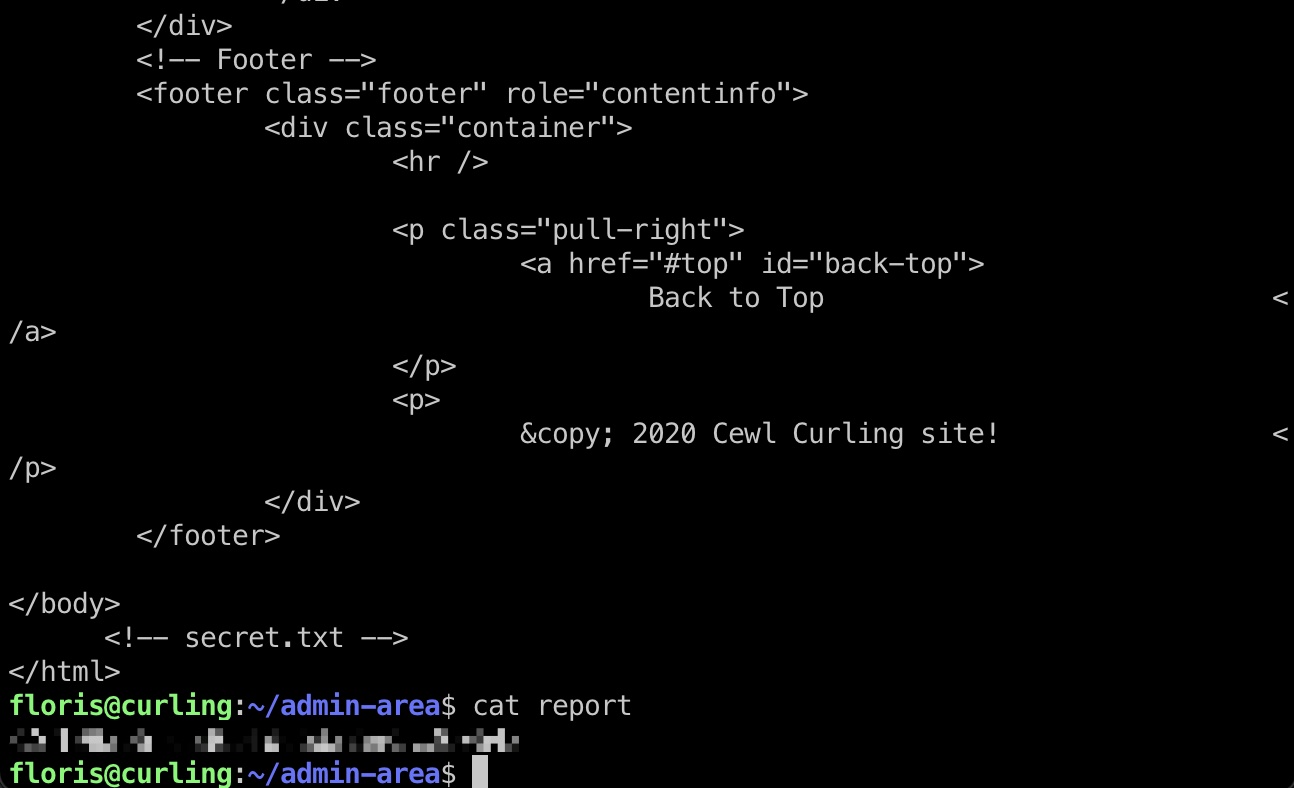 </div>
<!-- Footer -->
<footer class="footer" role="contentinfo">
<div class="container">
<hr />
<p class="pull-right">
<a href="#top" id="back-top">
Back to Top <
/a>
</p>
<p>
&copy; 2020 Cewl Curling site! <
/p>
</div>
</footer>
</body>
<!-- secret.txt -->
</html>
floris@curling:~/admin-area$ cat report
floris@curling:~/admin-area$